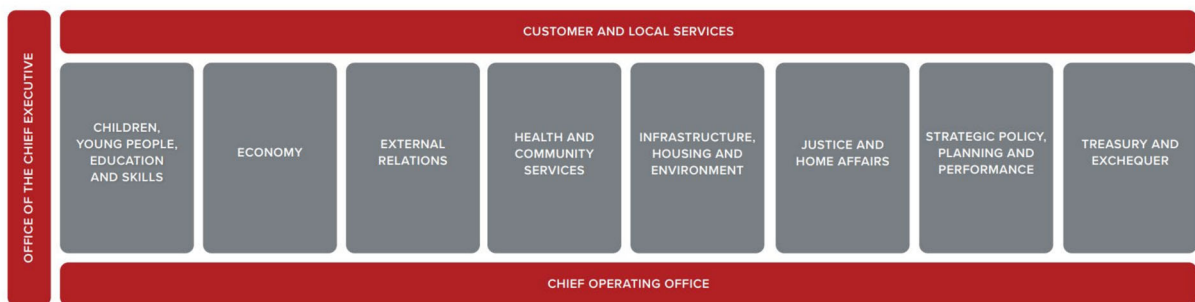 OFFICE OF THE CHIEF EXECUTIVE
CUSTOMER AND LOCAL SERVICES
CHILDREN,
YOUNG PEOPLE,
EDUCATION
AND SKILLS
ECONOMY
EXTERNAL
RELATIONS
HEALTH AND
COMMUNITY
SERVICES
INFRASTRUCTURE,
HOUSING AND
ENVIRONMENT
JUSTICE AND
HOME AFFAIRS
STRATEGIC POLICY,
PLANNING AND
PERFORMANCE
TREASURY AND
EXCHEQUER
CHIEF OPERATING OFFICE